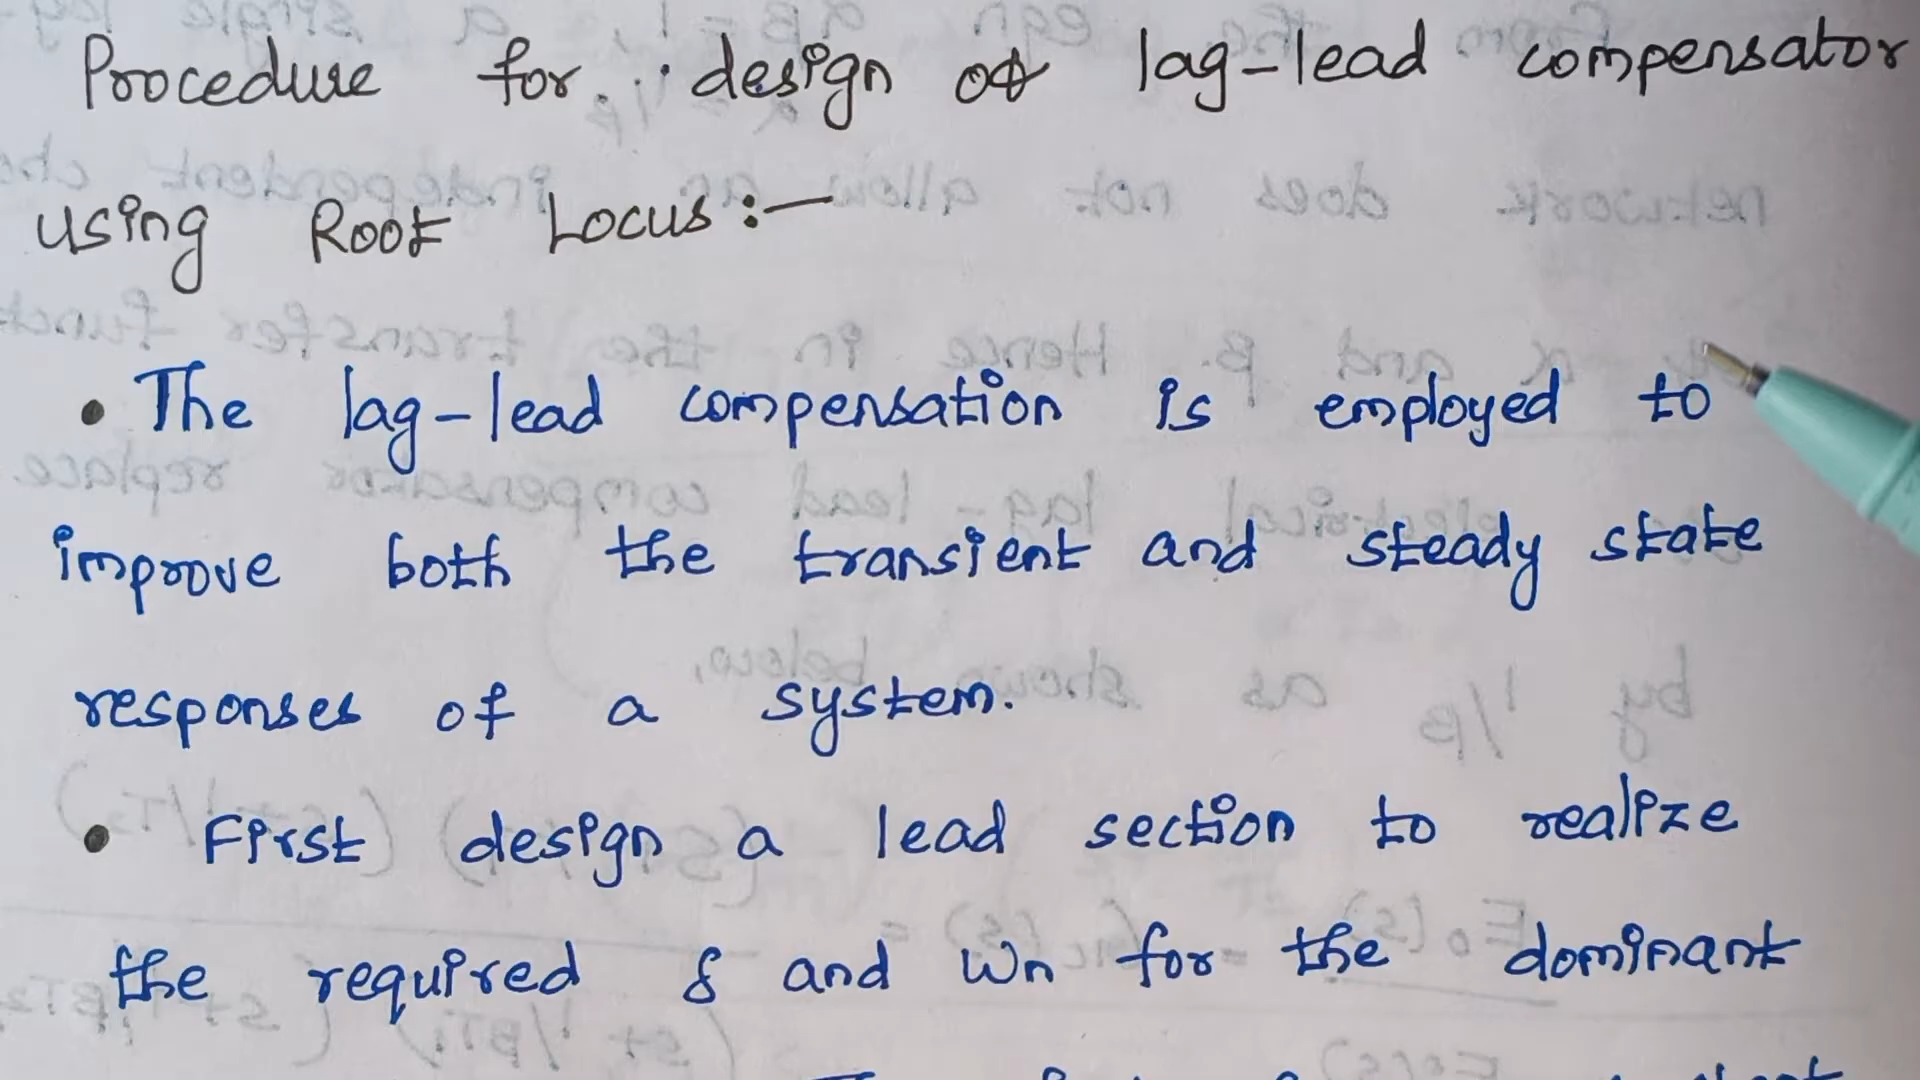 Procedure for design of lag-lead compensator
using Root Locus:-
• The lag-lead compensation is employed to
improve both the transient and steady state
responses of a system.
• First design a lead section to realize
the required δ and ωn for the dominant